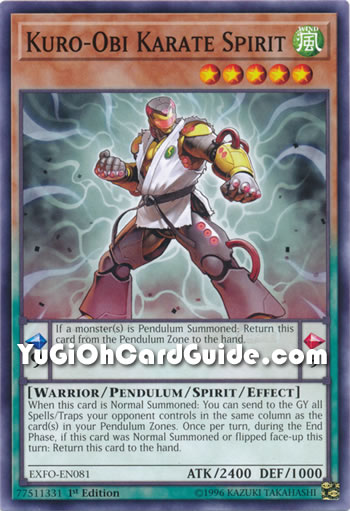 KURO-OBI KARATE SPIRIT
WIND
風
If a monster(s) is Pendulum Summoned: Return this
card from the Pendulum Zone to the hand.
YuGiOhCardGuide.com
[WARRIOR/PENDULUM/SPIRIT/EFFECT]
When this card is Normal Summoned: You can send to the GY all
Spells/Traps your opponent controls in the same column as the
card(s) in your Pendulum Zones. Once per turn, during the End
Phase, if this card was Normal Summoned or flipped face-up this
turn: Return this card to the hand.
EXFO-EN081 ATK/2400 DEF/1000
77511331 1st Edition ©1996 KAZUKI TAKAHASHI